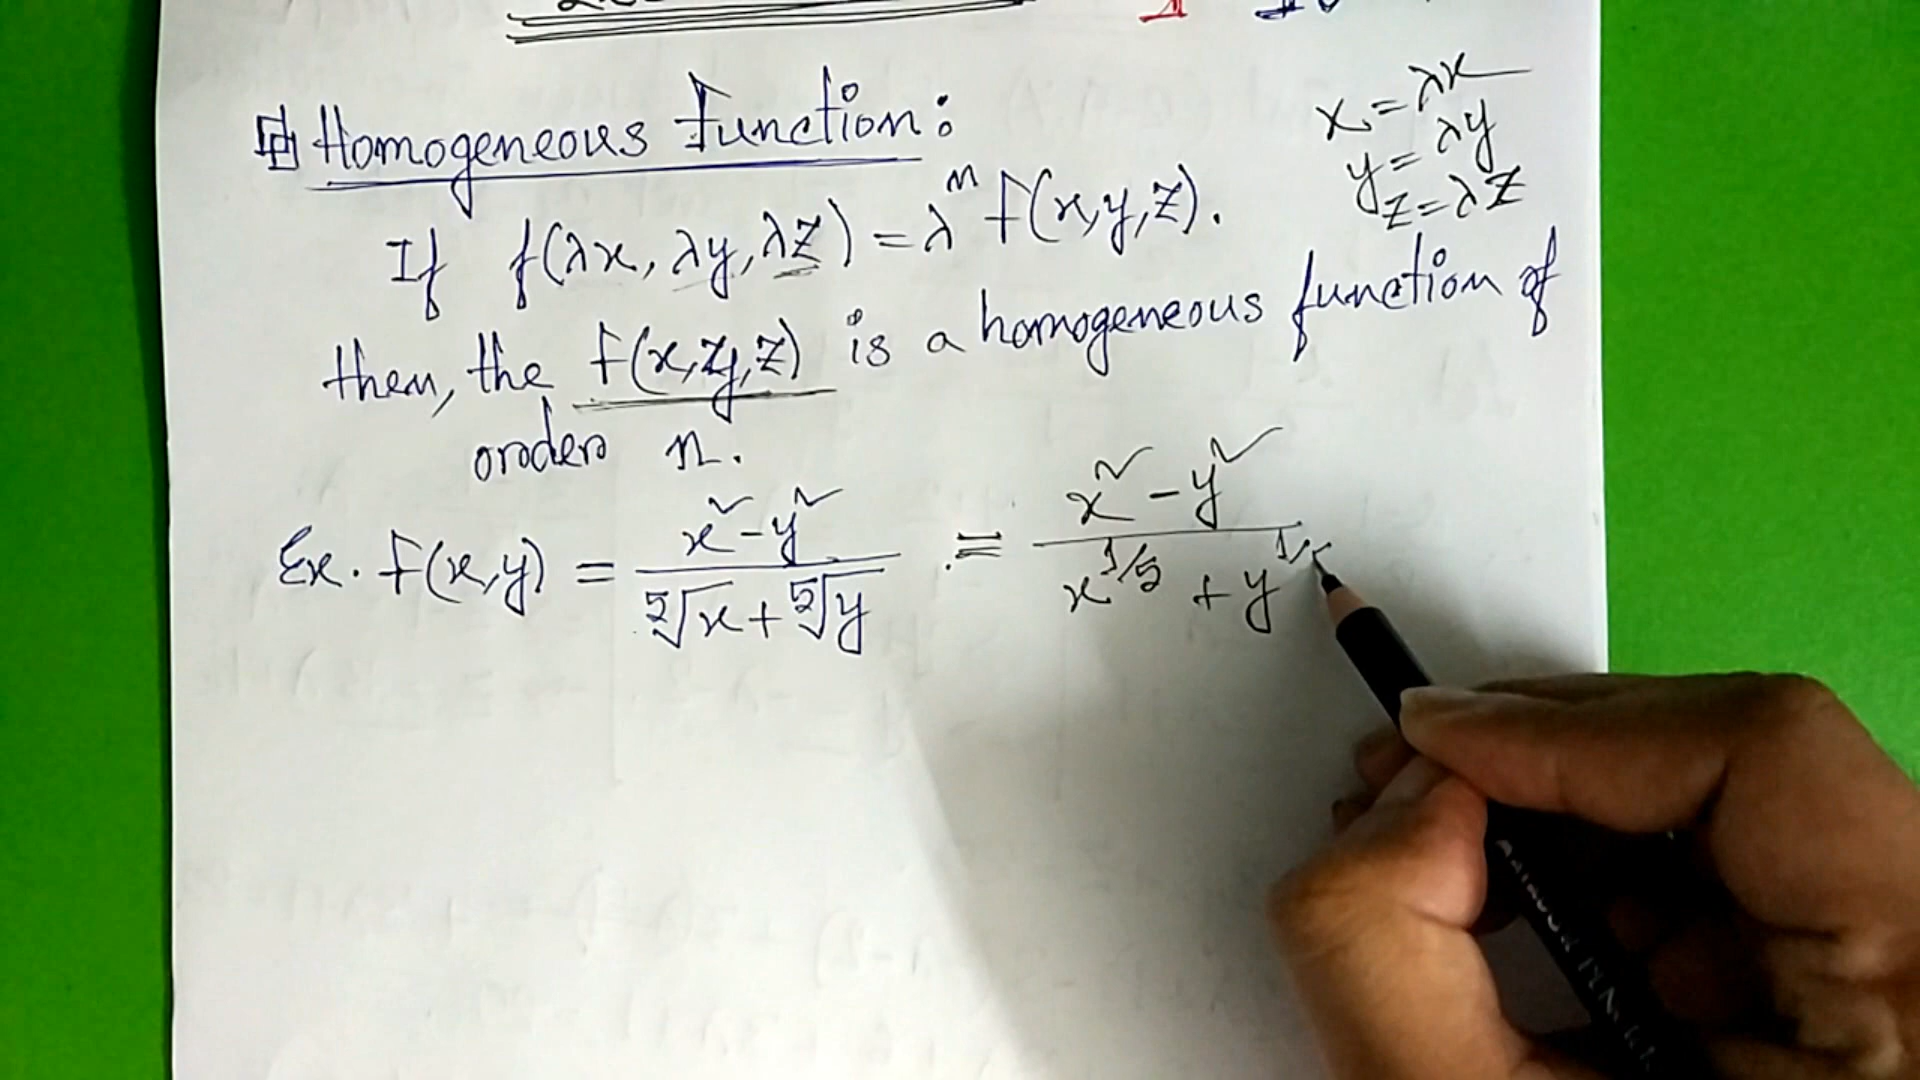 Homogeneous Function:
x = λx
y = λy
z = λz
If f(λx, λy, λz) = λⁿ f(x,y,z).
then, the f(x,y,z) is a homogeneous function of
order n.
Ex. f(x,y) = (x² - y²) / (⁵√x + ⁵√y) = (x² - y²) / (x^1/5 + y^1/5)